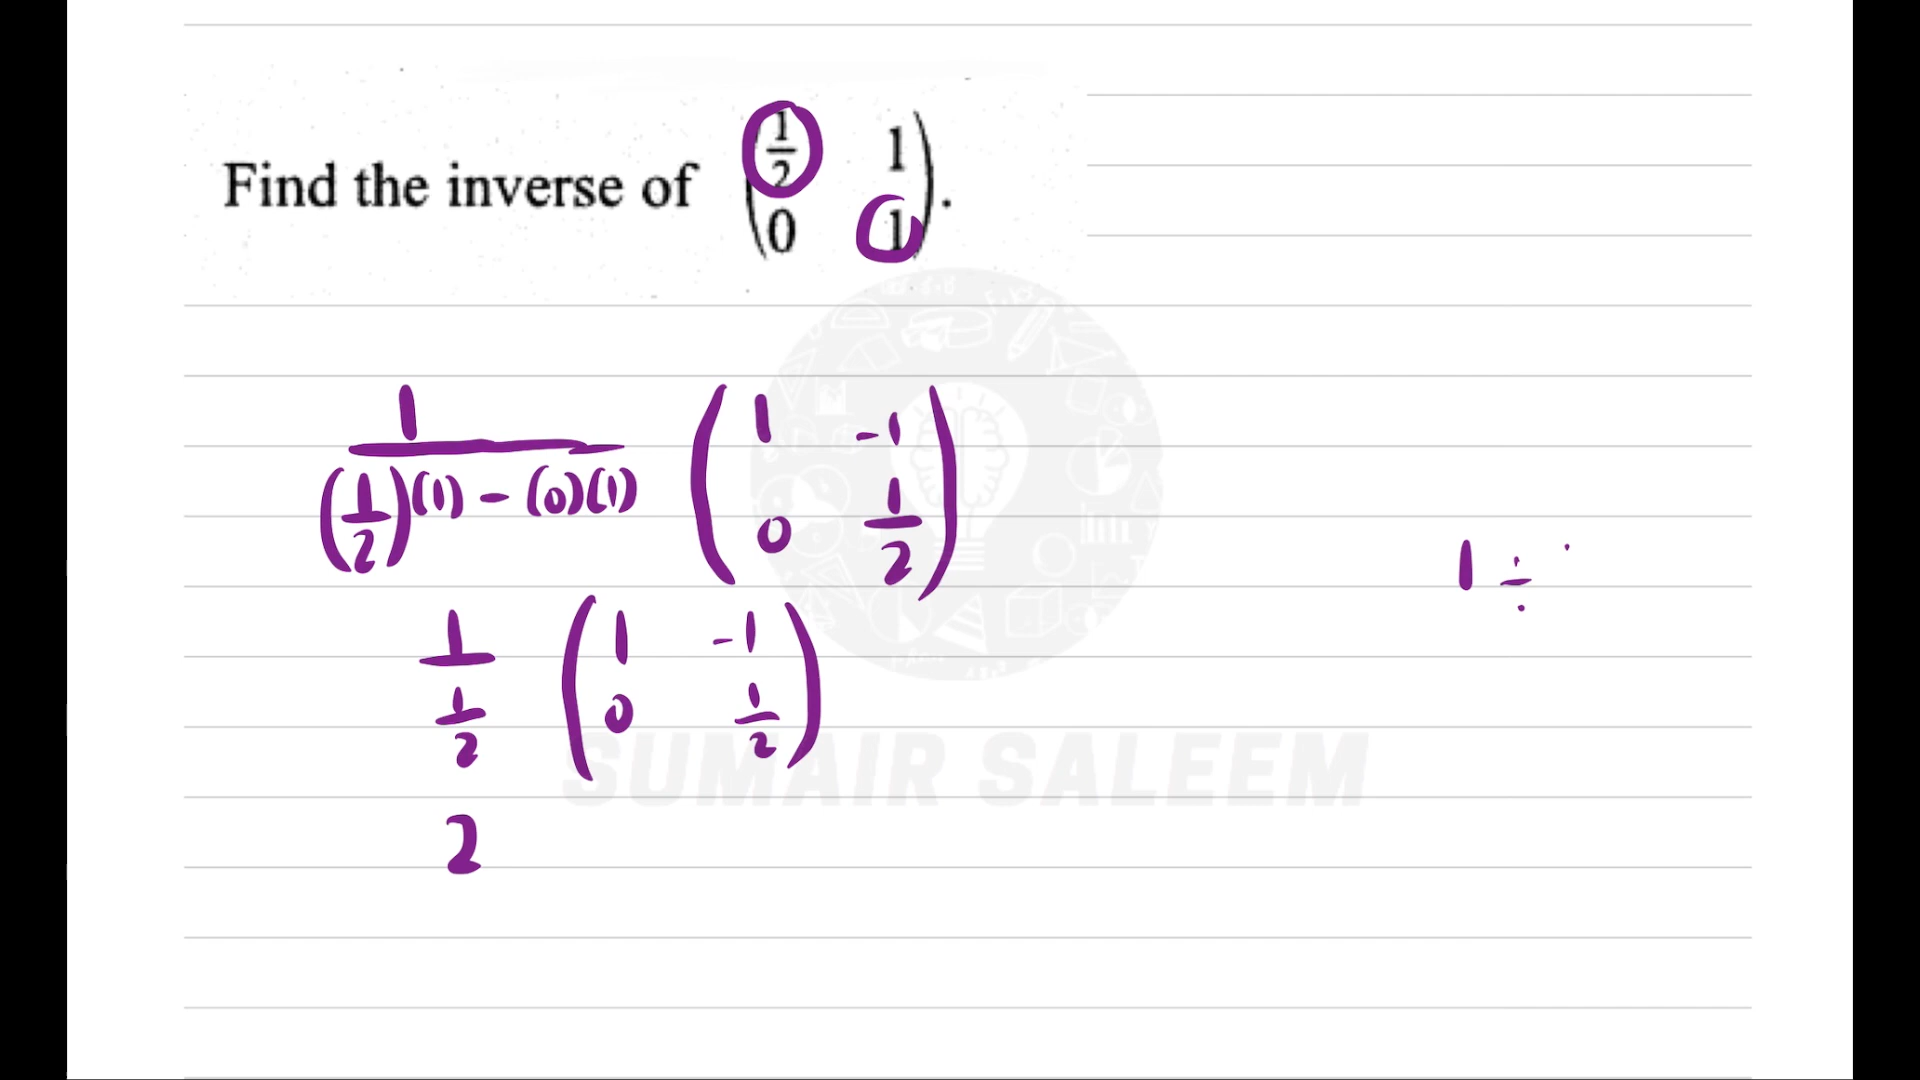 Find the inverse of (1/2 1
0 1).
1/((1/2)(1) - (0)(1)) (1 -1
0 1/2)
1/(1/2) (1 -1
0 1/2)
1 ÷
2
SUMAIR SALEEM